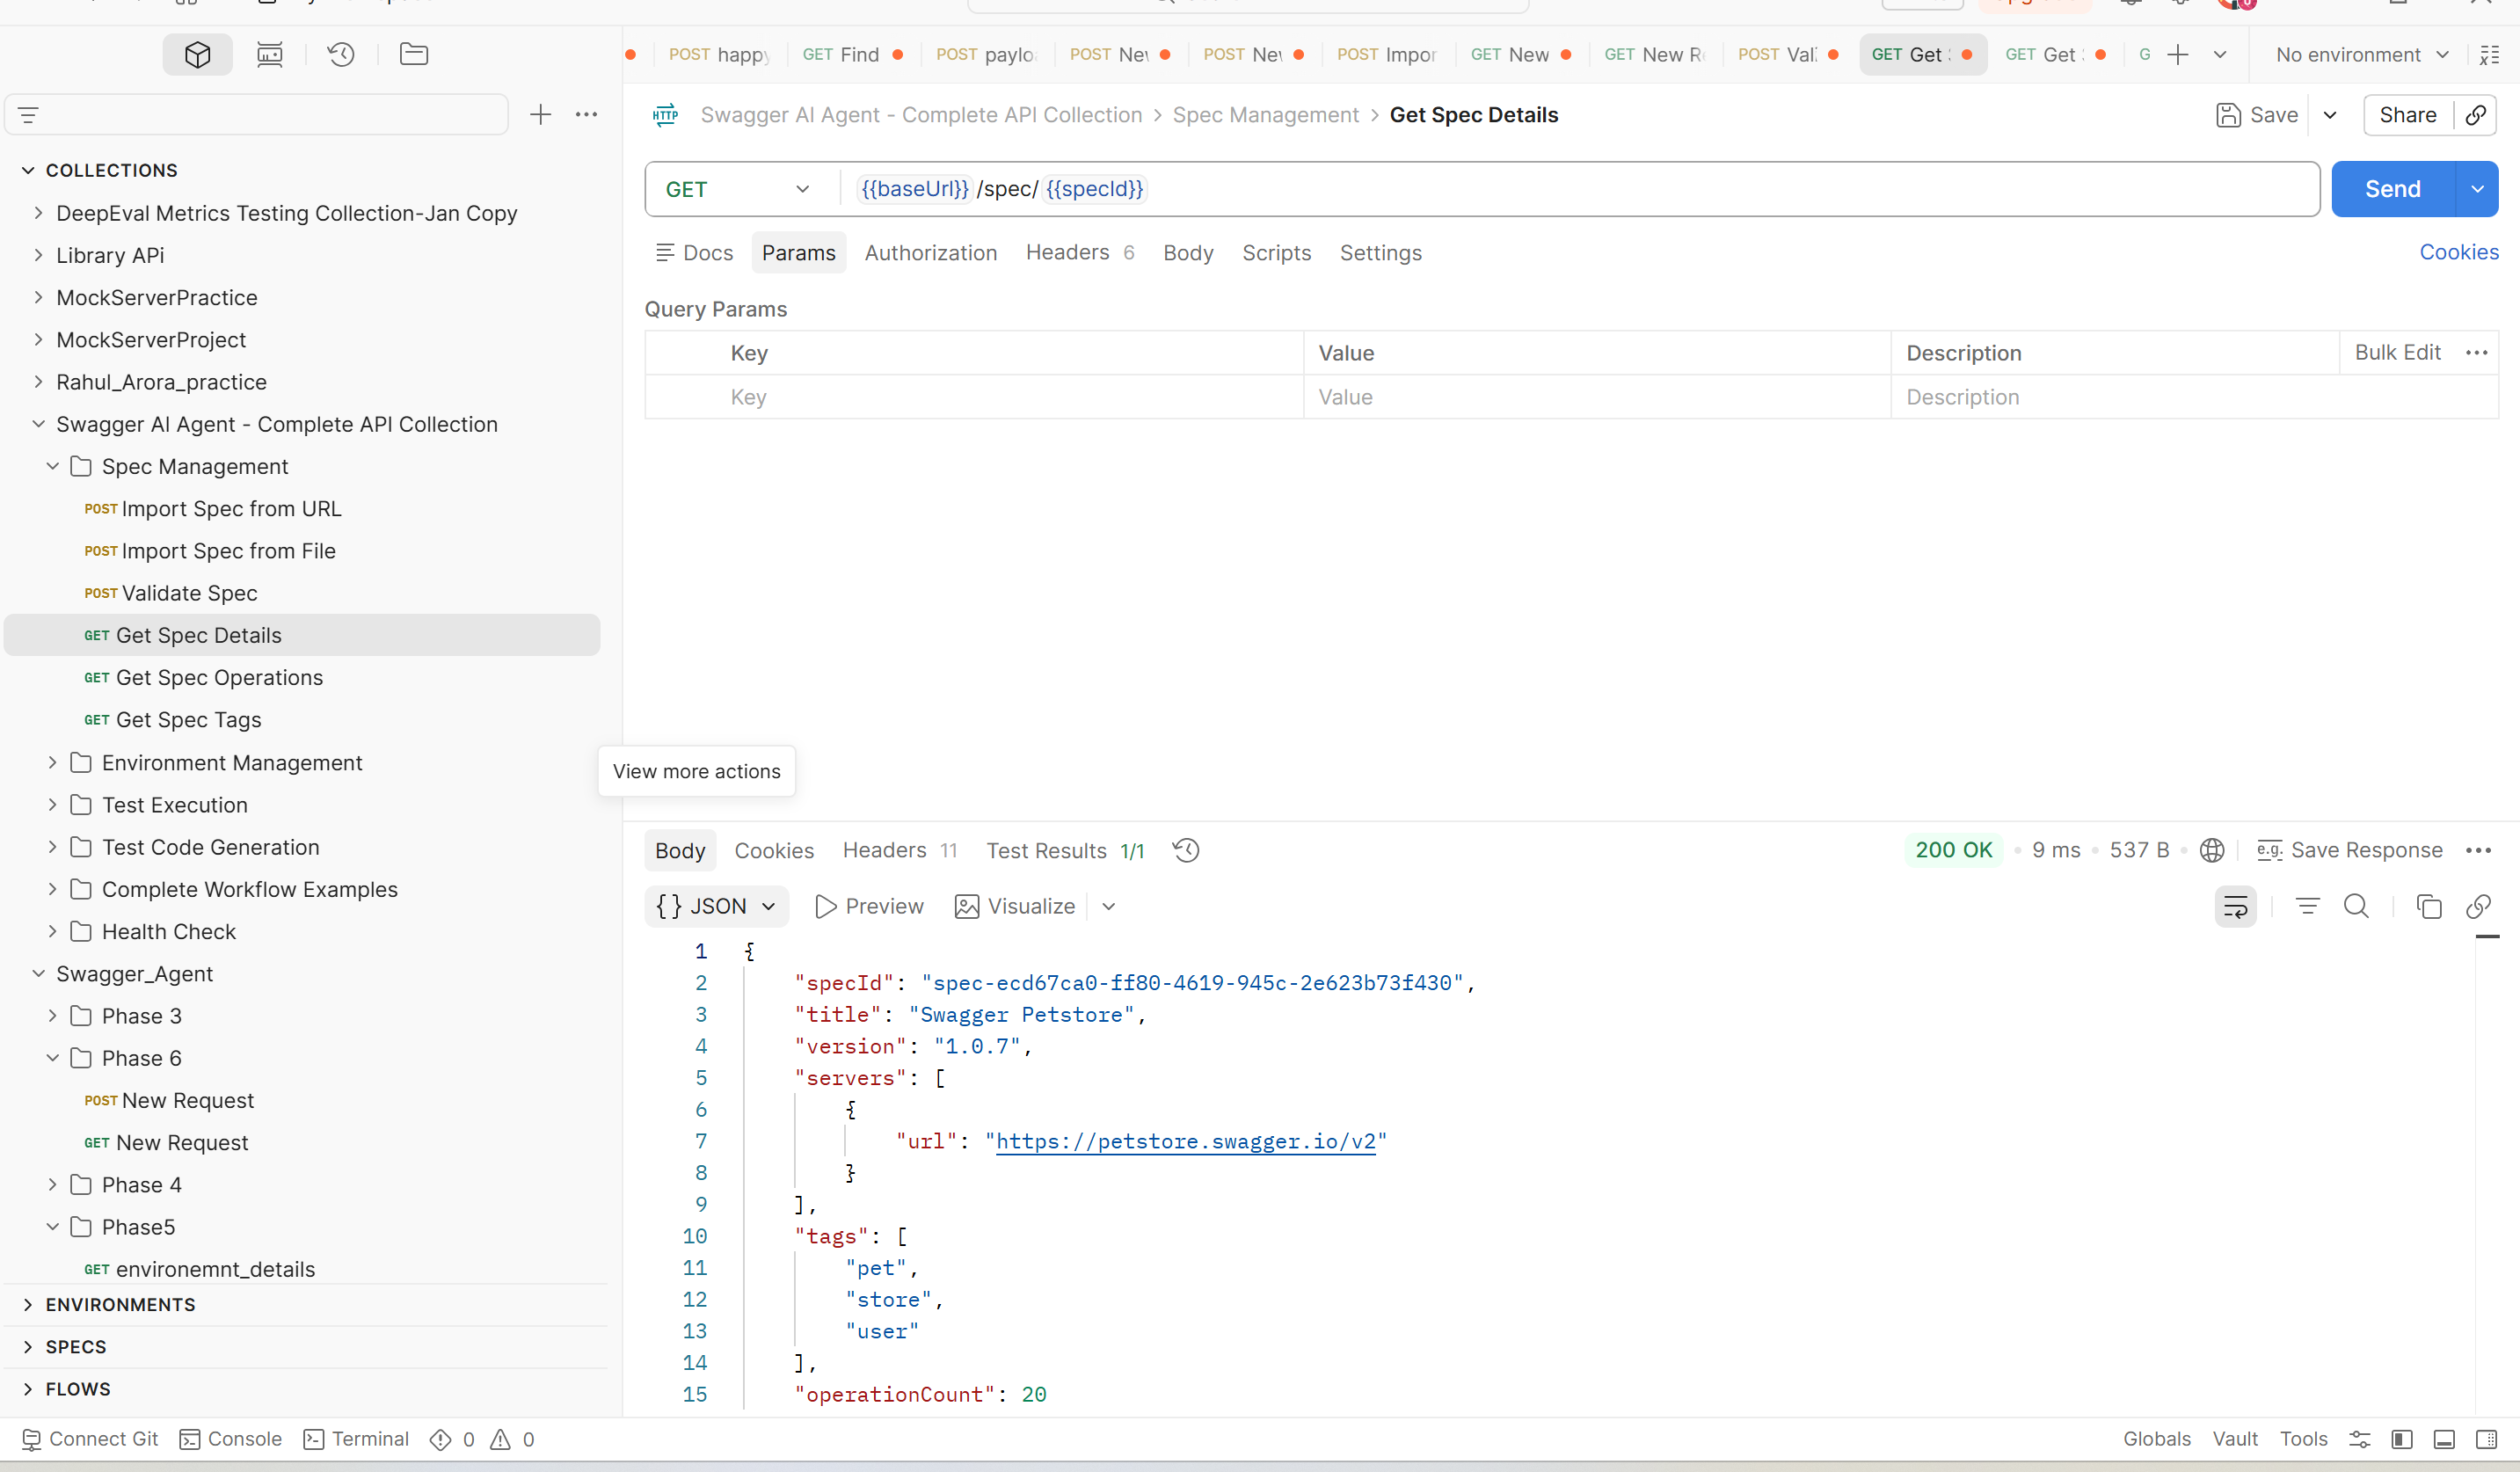 POST happy
GET Find
POST paylo
POST Ne
POST Ne
POST Impor
GET New
GET New R
POST Val
GET Get
GET Get
G
No environment
Swagger AI Agent - Complete API Collection > Spec Management > Get Spec Details
Save
Share
COLLECTIONS
DeepEval Metrics Testing Collection-Jan Copy
Library APi
MockServerPractice
MockServerProject
Rahul_Arora_practice
Swagger AI Agent - Complete API Collection
Spec Management
POST Import Spec from URL
POST Import Spec from File
POST Validate Spec
GET Get Spec Details
GET Get Spec Operations
GET Get Spec Tags
Environment Management
Test Execution
Test Code Generation
Complete Workflow Examples
Health Check
Swagger_Agent
Phase 3
Phase 6
POST New Request
GET New Request
Phase 4
Phase5
GET environemnt_details
ENVIRONMENTS
SPECS
FLOWS
View more actions
GET {{baseUrl}}/spec/{{specId}}
Send
Docs Params Authorization Headers 6 Body Scripts Settings
Cookies
Query Params
Key Value Description Bulk Edit
Key Value Description
Body Cookies Headers 11 Test Results 1/1
200 OK 9 ms 537 B e.g. Save Response
{} JSON Preview Visualize
1 {
2 "specId": "spec-ecd67ca0-ff80-4619-945c-2e623b73f430",
3 "title": "Swagger Petstore",
4 "version": "1.0.7",
5 "servers": [
6 {
7 "url": "https://petstore.swagger.io/v2"
8 }
9 ],
10 "tags": [
11 "pet",
12 "store",
13 "user"
14 ],
15 "operationCount": 20
Connect Git Console Terminal 0 0
Globals Vault Tools